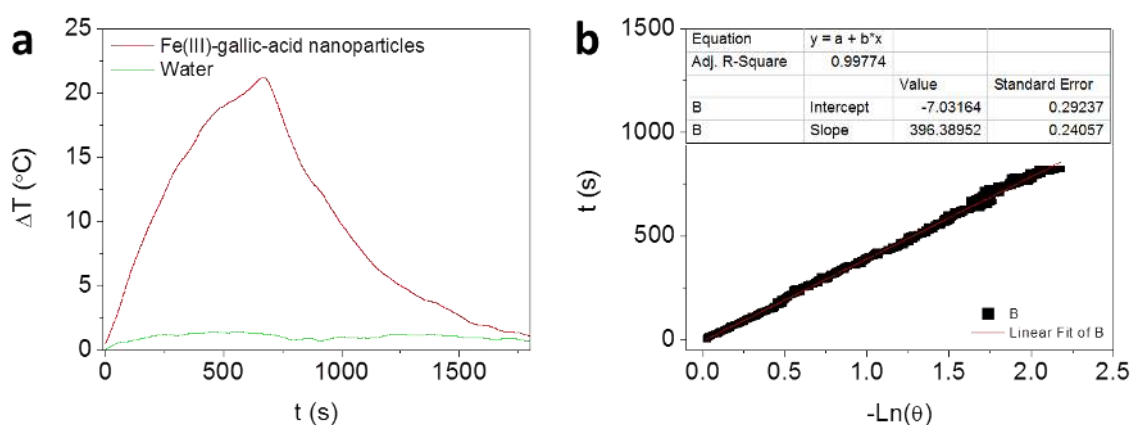 a
Fe(III)-gallic-acid nanoparticles
Water
25
20
15
10
5
0
ΔT (°C)
0 500 1000 1500
t (s)
b
Equation y = a + b*x
Adj. R-Square 0.99774
Value Standard Error
B Intercept -7.03164 0.29237
B Slope 396.38952 0.24057
1500
1000
500
0
t (s)
B
Linear Fit of B
0.0 0.5 1.0 1.5 2.0 2.5
-Ln(θ)